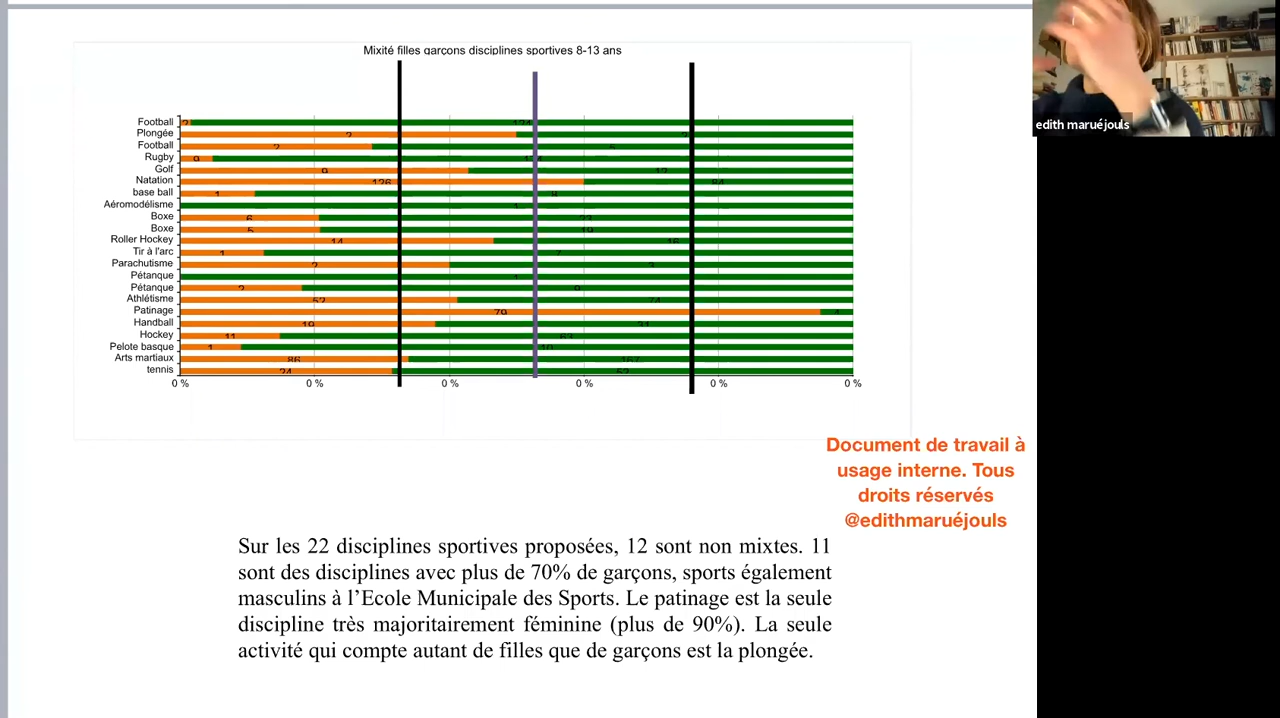 Mixité filles garçons disciplines sportives 8-13 ans
Football
Plongée
Football
Rugby
Golf
Natation
base ball
Aéromodélisme
Boxe
Boxe
Roller Hockey
Tir à l'arc
Parachutisme
Pétanque
Pétanque
Athlétisme
Patinage
Handball
Hockey
Pelote basque
Arts martiaux
tennis
0 % 0 % 0 % 0 % 0 % 0 %
edith maruéjouls
Document de travail à
usage interne. Tous
droits réservés
@edithmaruéjouls
Sur les 22 disciplines sportives proposées, 12 sont non mixtes. 11
sont des disciplines avec plus de 70% de garçons, sports également
masculins à l'Ecole Municipale des Sports. Le patinage est la seule
discipline très majoritairement féminine (plus de 90%). La seule
activité qui compte autant de filles que de garçons est la plongée.